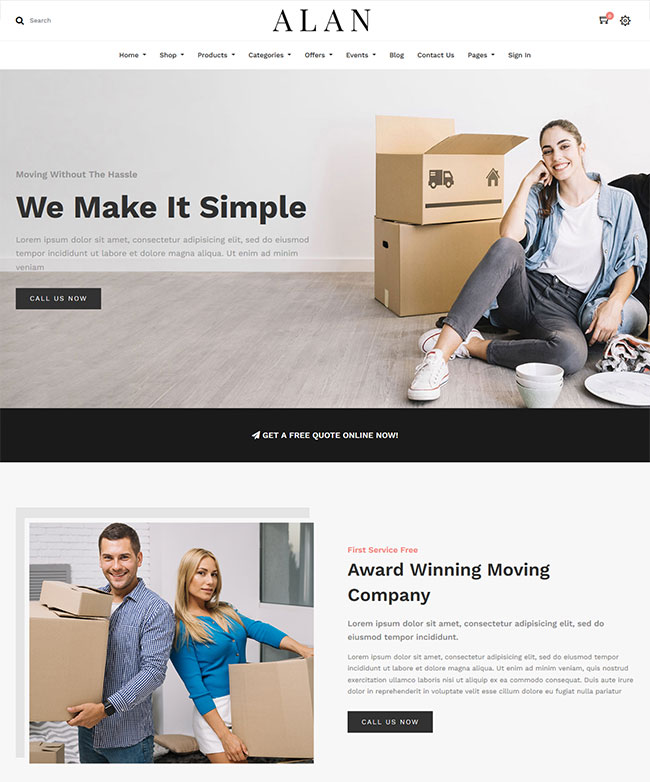 Search
ALAN
Home Shop Products Categories Offers Events Blog Contact Us Pages Sign In
Moving Without The Hassle
We Make It Simple
Lorem ipsum dolor sit amet, consectetur adipisicing elit, sed do eiusmod
tempor incididunt ut labore et dolore magna aliqua. Ut enim ad minim
veniam
CALL US NOW
GET A FREE QUOTE ONLINE NOW!
First Service Free
Award Winning Moving
Company
Lorem ipsum dolor sit amet, consectetur adipisicing elit, sed do
eiusmod tempor incididunt.
Lorem ipsum dolor sit amet, consectetur adipisicing elit, sed do eiusmod tempor
incididunt ut labore et dolore magna aliqua. Ut enim ad minim veniam, quis nostrud
exercitation ullamco laboris nisi ut aliquip ex ea commodo consequat. Duis aute irure
dolor in reprehenderit in voluptate velit esse cillum dolore eu fugiat nulla pariatur
CALL US NOW